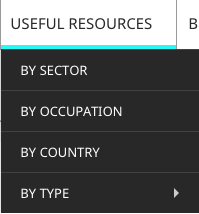 USEFUL RESOURCES B
BY SECTOR
BY OCCUPATION
BY COUNTRY
BY TYPE